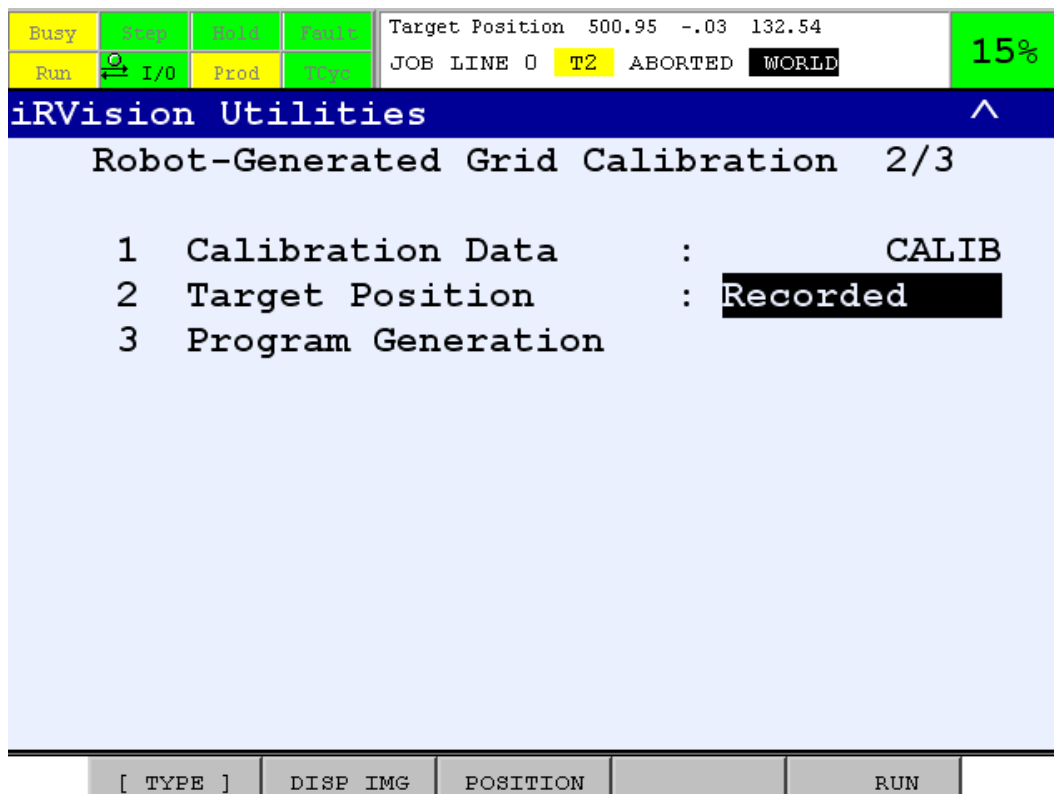 Busy Step Hold Fault Target Position 500.95 -.03 132.54
Run I/O Prod TCyc JOB LINE 0 T2 ABORTED WORLD 15%
iRVision Utilities ^
Robot-Generated Grid Calibration 2/3
1 Calibration Data : CALIB
2 Target Position : Recorded
3 Program Generation
[ TYPE ] DISP IMG POSITION RUN